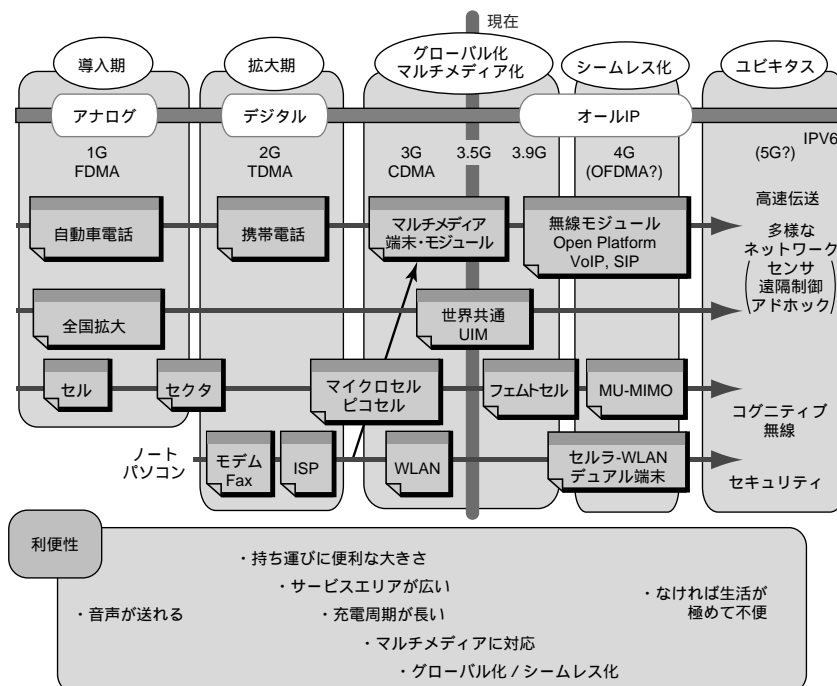 現在
導入期
拡大期
グローバル化
マルチメディア化
シームレス化
ユビキタス
アナログ
デジタル
オールIP
IPV6
1G
FDMA
2G
TDMA
3G
CDMA
3.5G
3.9G
4G
(OFDMA?)
(5G?)
自動車電話
携帯電話
マルチメディア
端末・モジュール
無線モジュール
Open Platform
VoIP, SIP
高速伝送
多様な
ネットワーク
(センサ
遠隔制御
アドホック)
全国拡大
世界共通
UIM
セル
セクタ
マイクロセル
ピコセル
フェムトセル
MU-MIMO
コグニティブ
無線
ノート
パソコン
モデム
Fax
ISP
WLAN
セルラ-WLAN
デュアル端末
セキュリティ
利便性
・持ち運びに便利な大きさ
・サービスエリアが広い
・音声が送れる
・充電周期が長い
・なければ生活が
極めて不便
・マルチメディアに対応
・グローバル化 / シームレス化